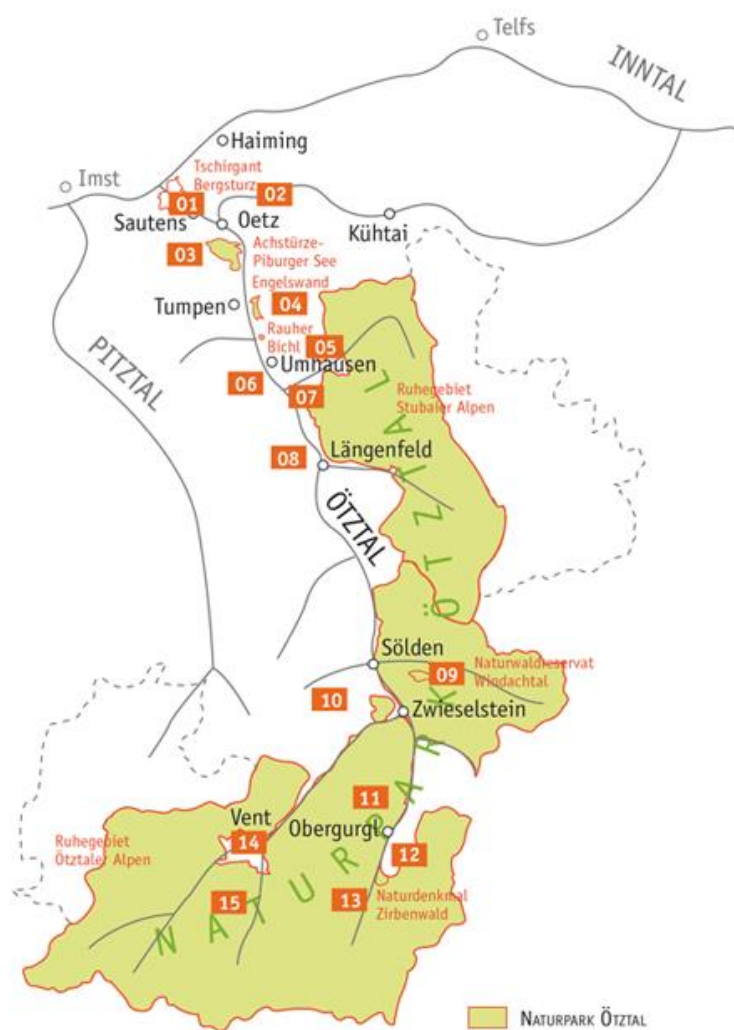 Telfs
INNTAL
Haiming
Imst
Tschirgant
Bergsturz
01
02
Sautens
Oetz
Kühtai
03
Achstürze-
Piburger See
Engelswand
04
Tumpen
Rauher
Bichl
05
PITZTAL
Umhausen
06
07
Ruhegebiet
Stubaier Alpen
08
Längenfeld
ÖTZTAL
Sölden
Naturwaldreservat
Windachtal
09
10
Zwieselstein
11
Vent
Obergurgl
14
12
Ruhegebiet
Ötztaler Alpen
15
13
Naturdenkmal
Zirbenwald
NATURPARK ÖTZTAL
NATURPARK ÖTZTAL